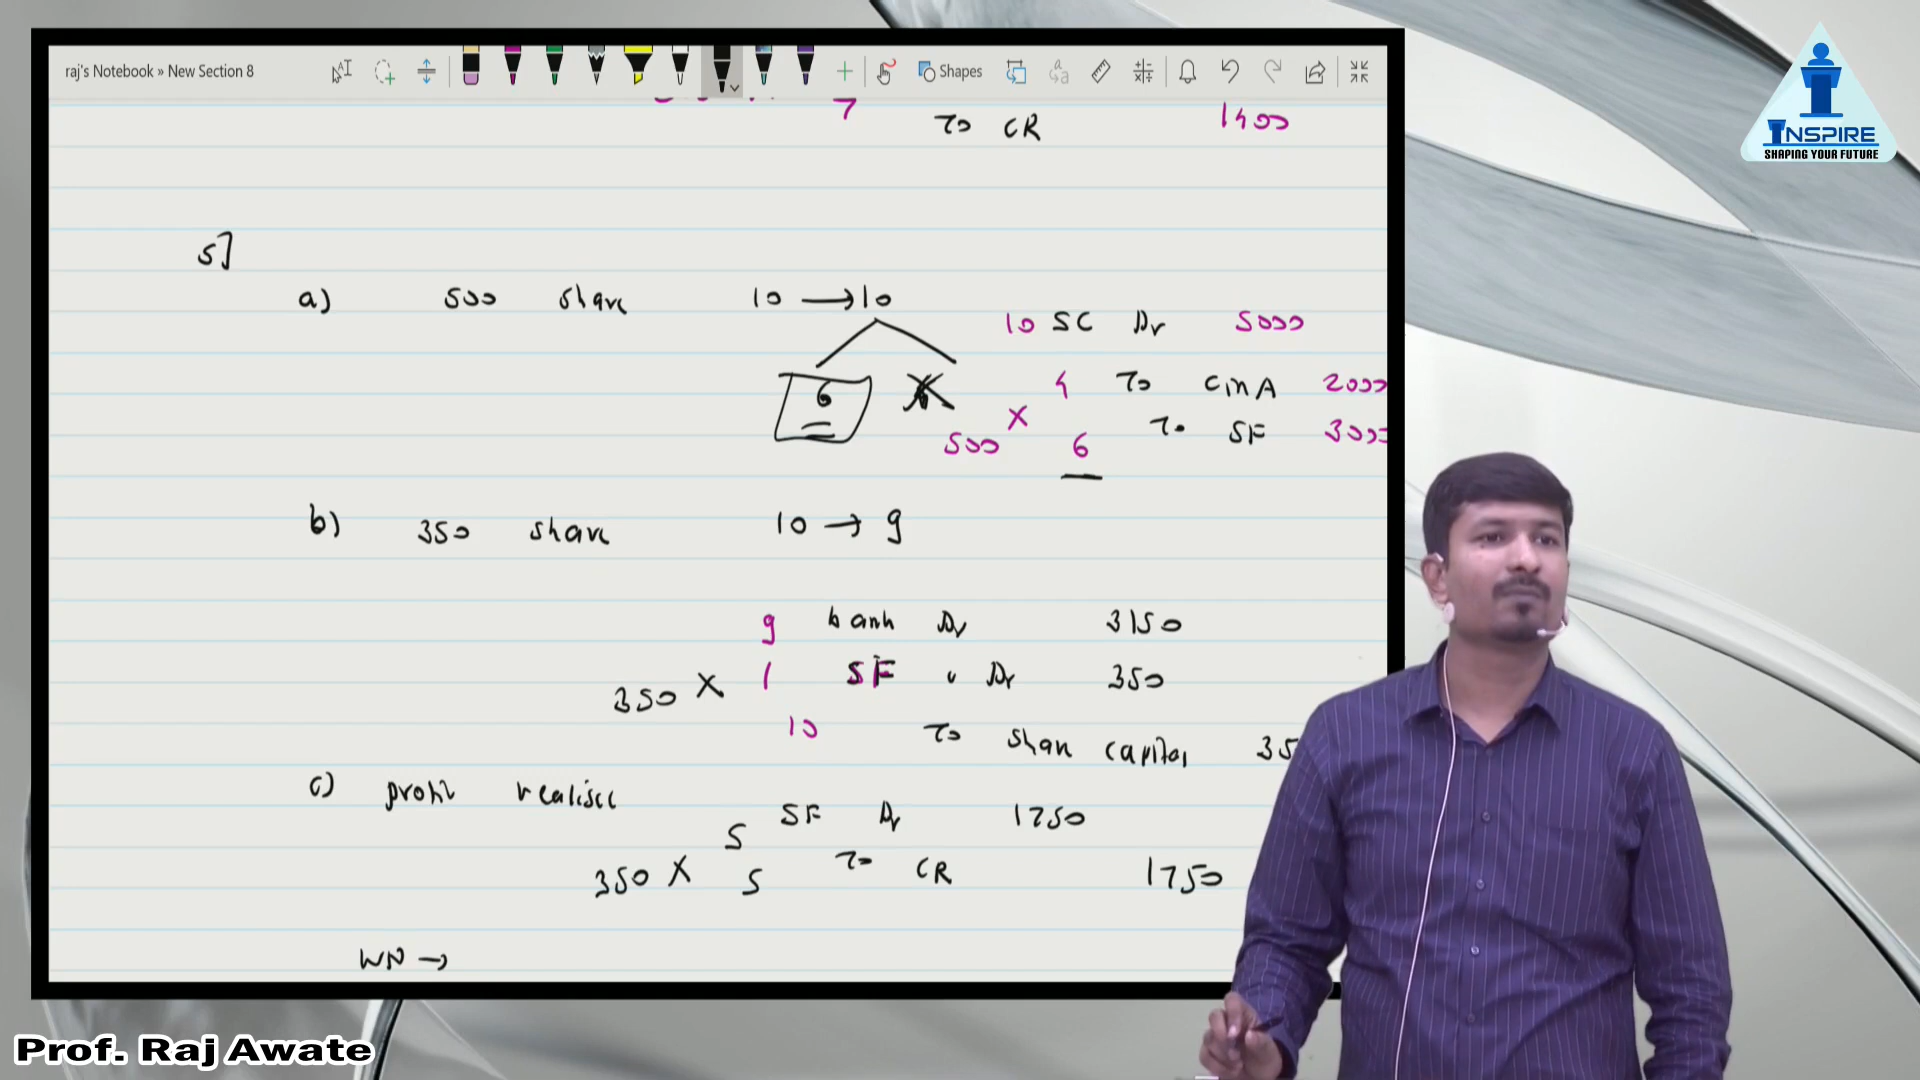 raj's Notebook » New Section 8
Shapes
7 To CR 1400
5]
a) 500 share 10 → 10
10 SC Dr 5000
6 4 To CinA 2000
500 × 6 To SF 3000
b) 350 share 10 → 9
9 bank Dr 3150
350 × 1 SF Dr 350
10 To share capital 35
c) profit realise
SF Dr 1750
5
350 × 5 To CR 1750
WN →
INSPIRE
SHAPING YOUR FUTURE
Prof. Raj Awate